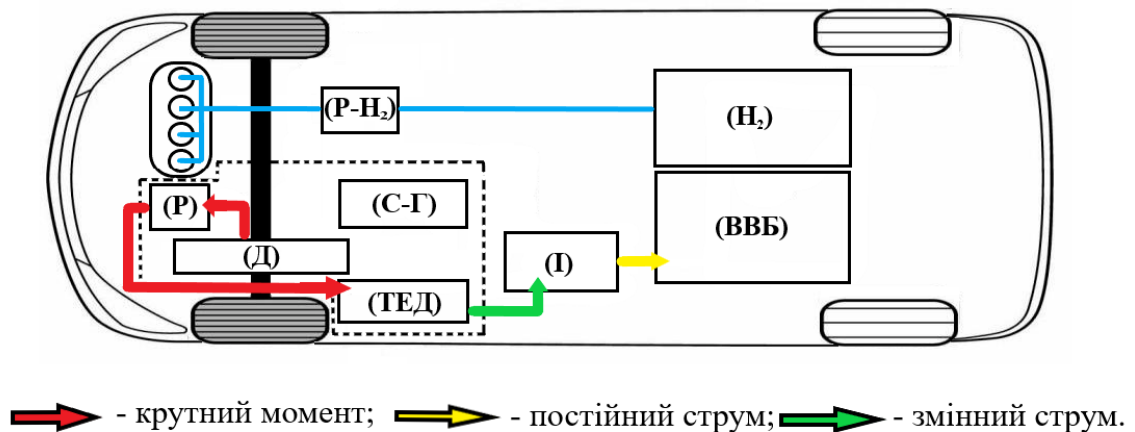 (Р-Н₂)
(Н₂)
(Р)
(С-Г)
(ВВБ)
(Д)
(І)
(ТЕД)
- крутний момент; - постійний струм; - змінний струм.